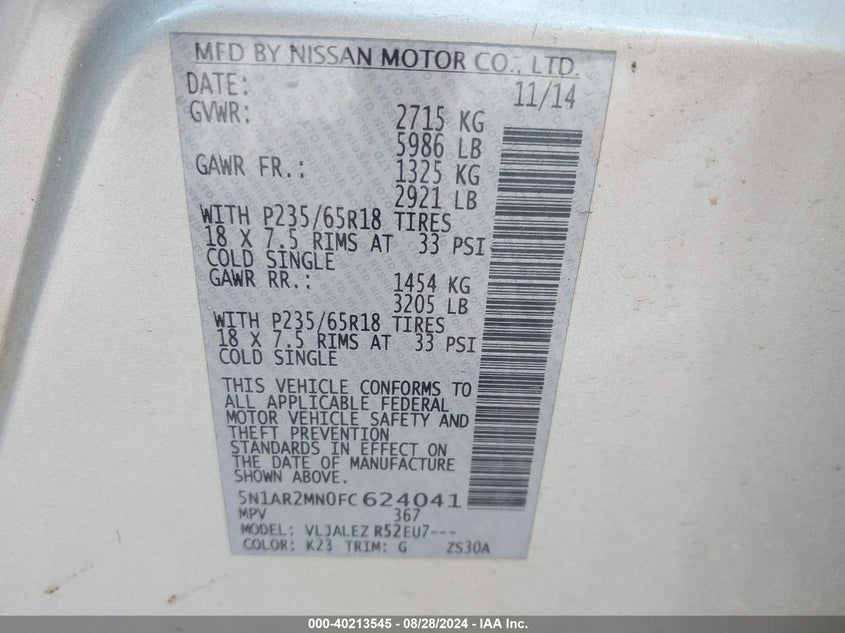 MFD BY NISSAN MOTOR CO., LTD.
DATE: 11/14
GVWR: 2715 KG
5986 LB
GAWR FR.: 1325 KG
2921 LB
WITH P235/65R18 TIRES
18 X 7.5 RIMS AT 33 PSI
COLD SINGLE
GAWR RR.: 1454 KG
3205 LB
WITH P235/65R18 TIRES
18 X 7.5 RIMS AT 33 PSI
COLD SINGLE
THIS VEHICLE CONFORMS TO
ALL APPLICABLE FEDERAL
MOTOR VEHICLE SAFETY AND
THEFT PREVENTION
STANDARDS IN EFFECT ON
THE DATE OF MANUFACTURE
SHOWN ABOVE.
5N1AR2MN0FC624041
MPV 367
MODEL: VLJALEZ R52EU7---
COLOR: K23 TRIM: G ZS30A
000-40213545 - 08/28/2024 - IAA Inc.